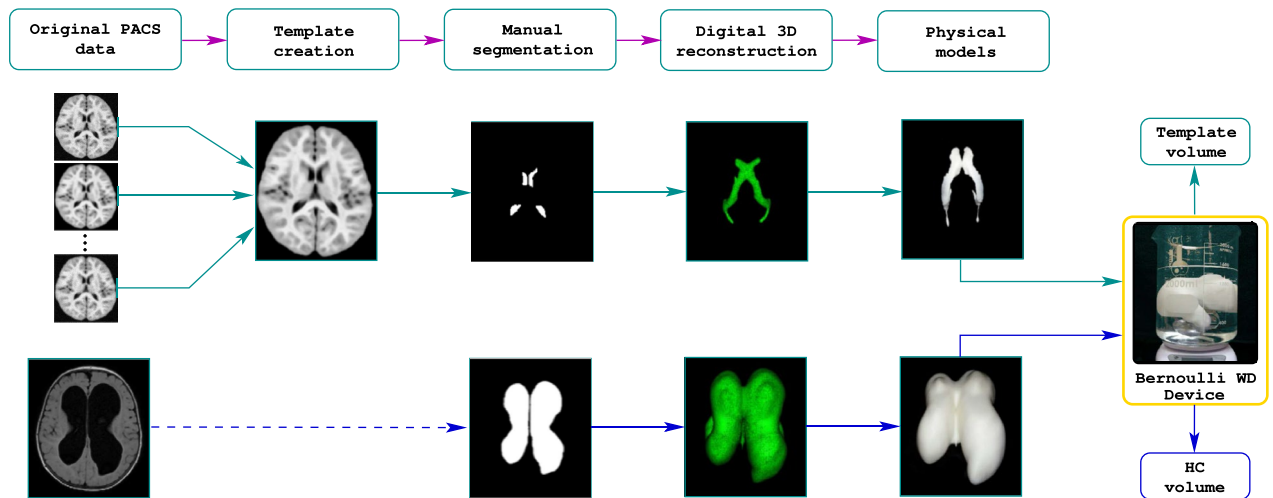 Original PACS
data
Template
creation
Manual
segmentation
Digital 3D
reconstruction
Physical
models
Template
volume
2000ml
Bernoulli WD
Device
HC
volume